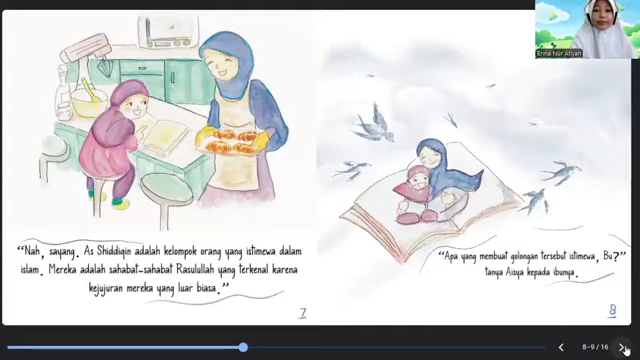 Erina Nur Afiyah
"Nah, sayang. As Shiddiqin adalah kelompok orang yang istimewa dalam
islam. Mereka adalah sahabat-sahabat Rasulullah yang terkenal karena
kejujuran mereka yang luar biasa."
7
"Apa yang membuat golongan tersebut istimewa, Bu?"
tanya Aisya kepada ibunya.
8
8-9 / 16